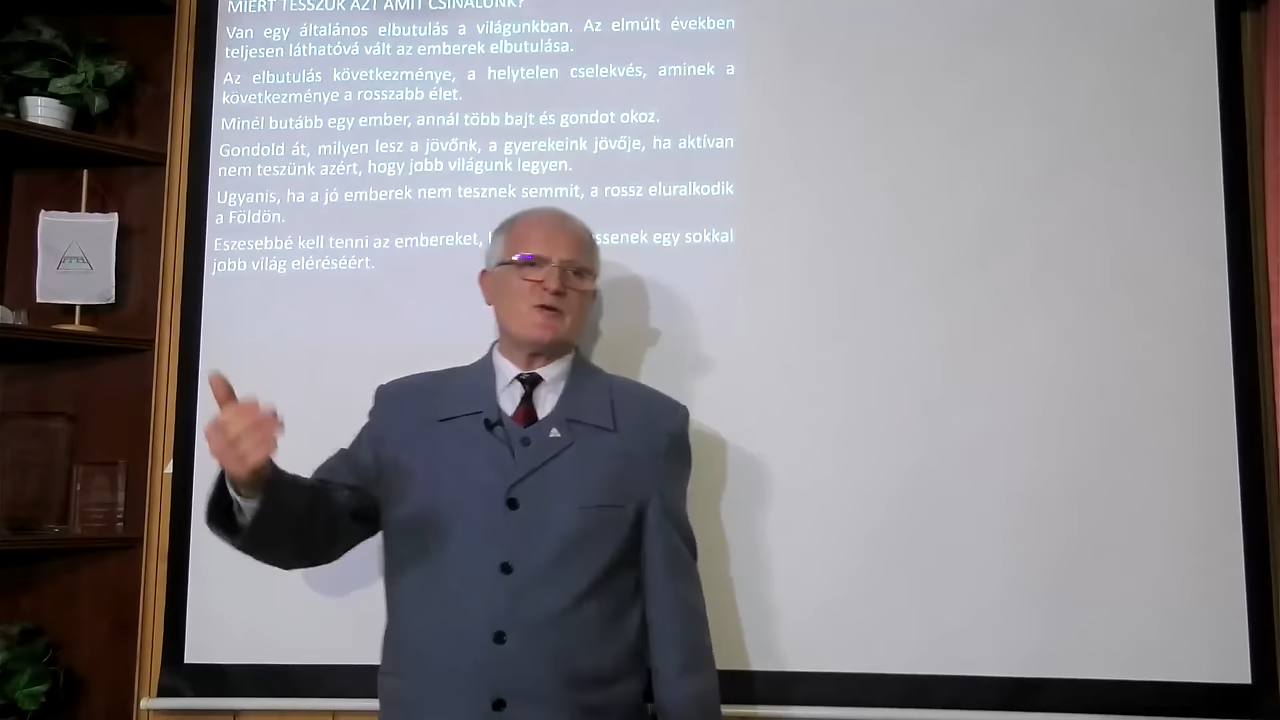 MIÉRT TESSZÜK AZT AMIT CSINÁLUNK?
Van egy általános elbutulás a világunkban. Az elmúlt években
teljesen láthatóvá vált az emberek elbutulása.
Az elbutulás következménye, a helytelen cselekvés, aminek a
következménye a rosszabb élet.
Minél butább egy ember, annál több bajt és gondot okoz.
Gondold át, milyen lesz a jövőnk, a gyerekeink jövője, ha aktívan
nem teszünk azért, hogy jobb világunk legyen.
Ugyanis, ha a jó emberek nem tesznek semmit, a rossz eluralkodik
a Földön.
Eszesebbé kell tenni az embereket, ssenek egy sokkal
jobb világ eléréséért.